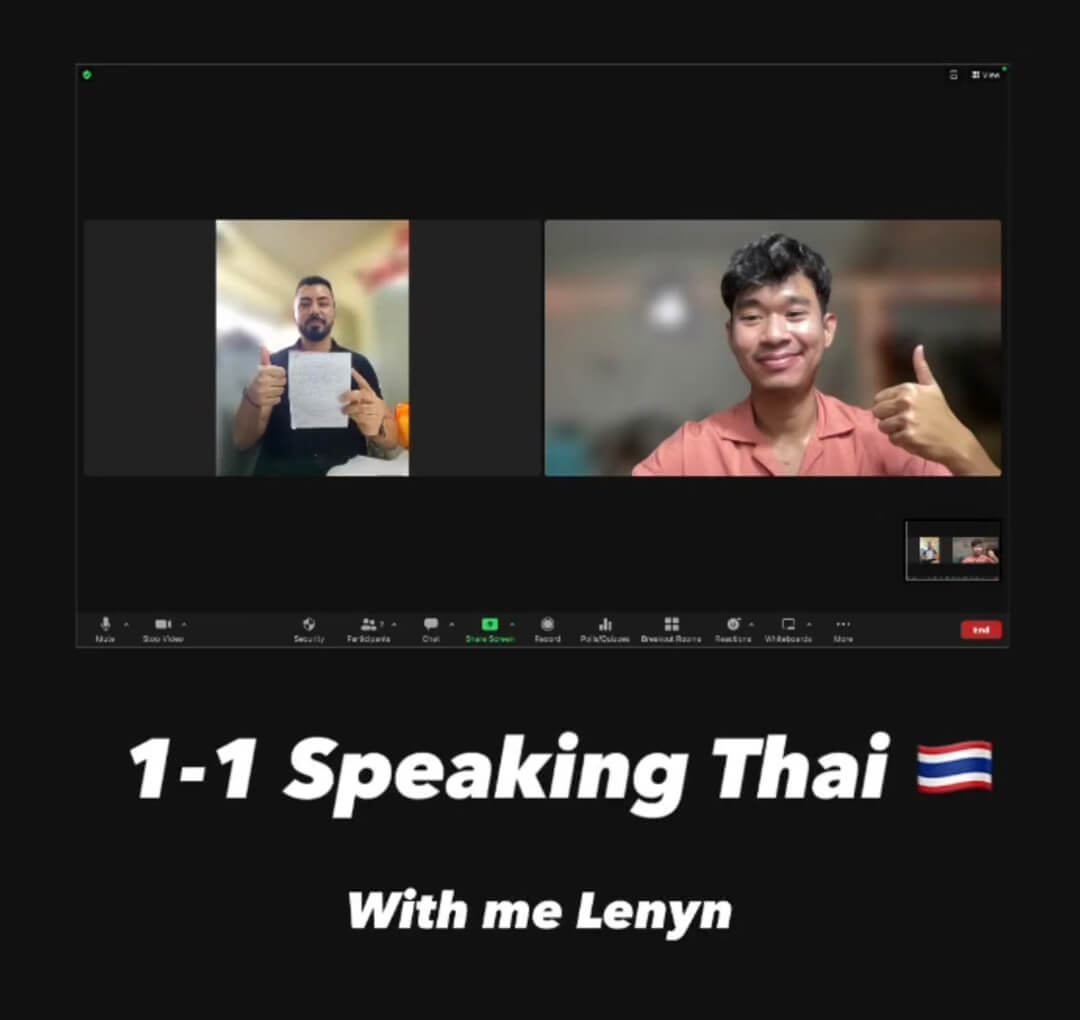 View
Mute
Stop Video
Security
Participants
2
Chat
Share Screen
Record
Polls/Quizzes
Breakout Rooms
Reactions
Whiteboards
More
End
1-1 Speaking Thai 🇹🇭
With me Lenyn